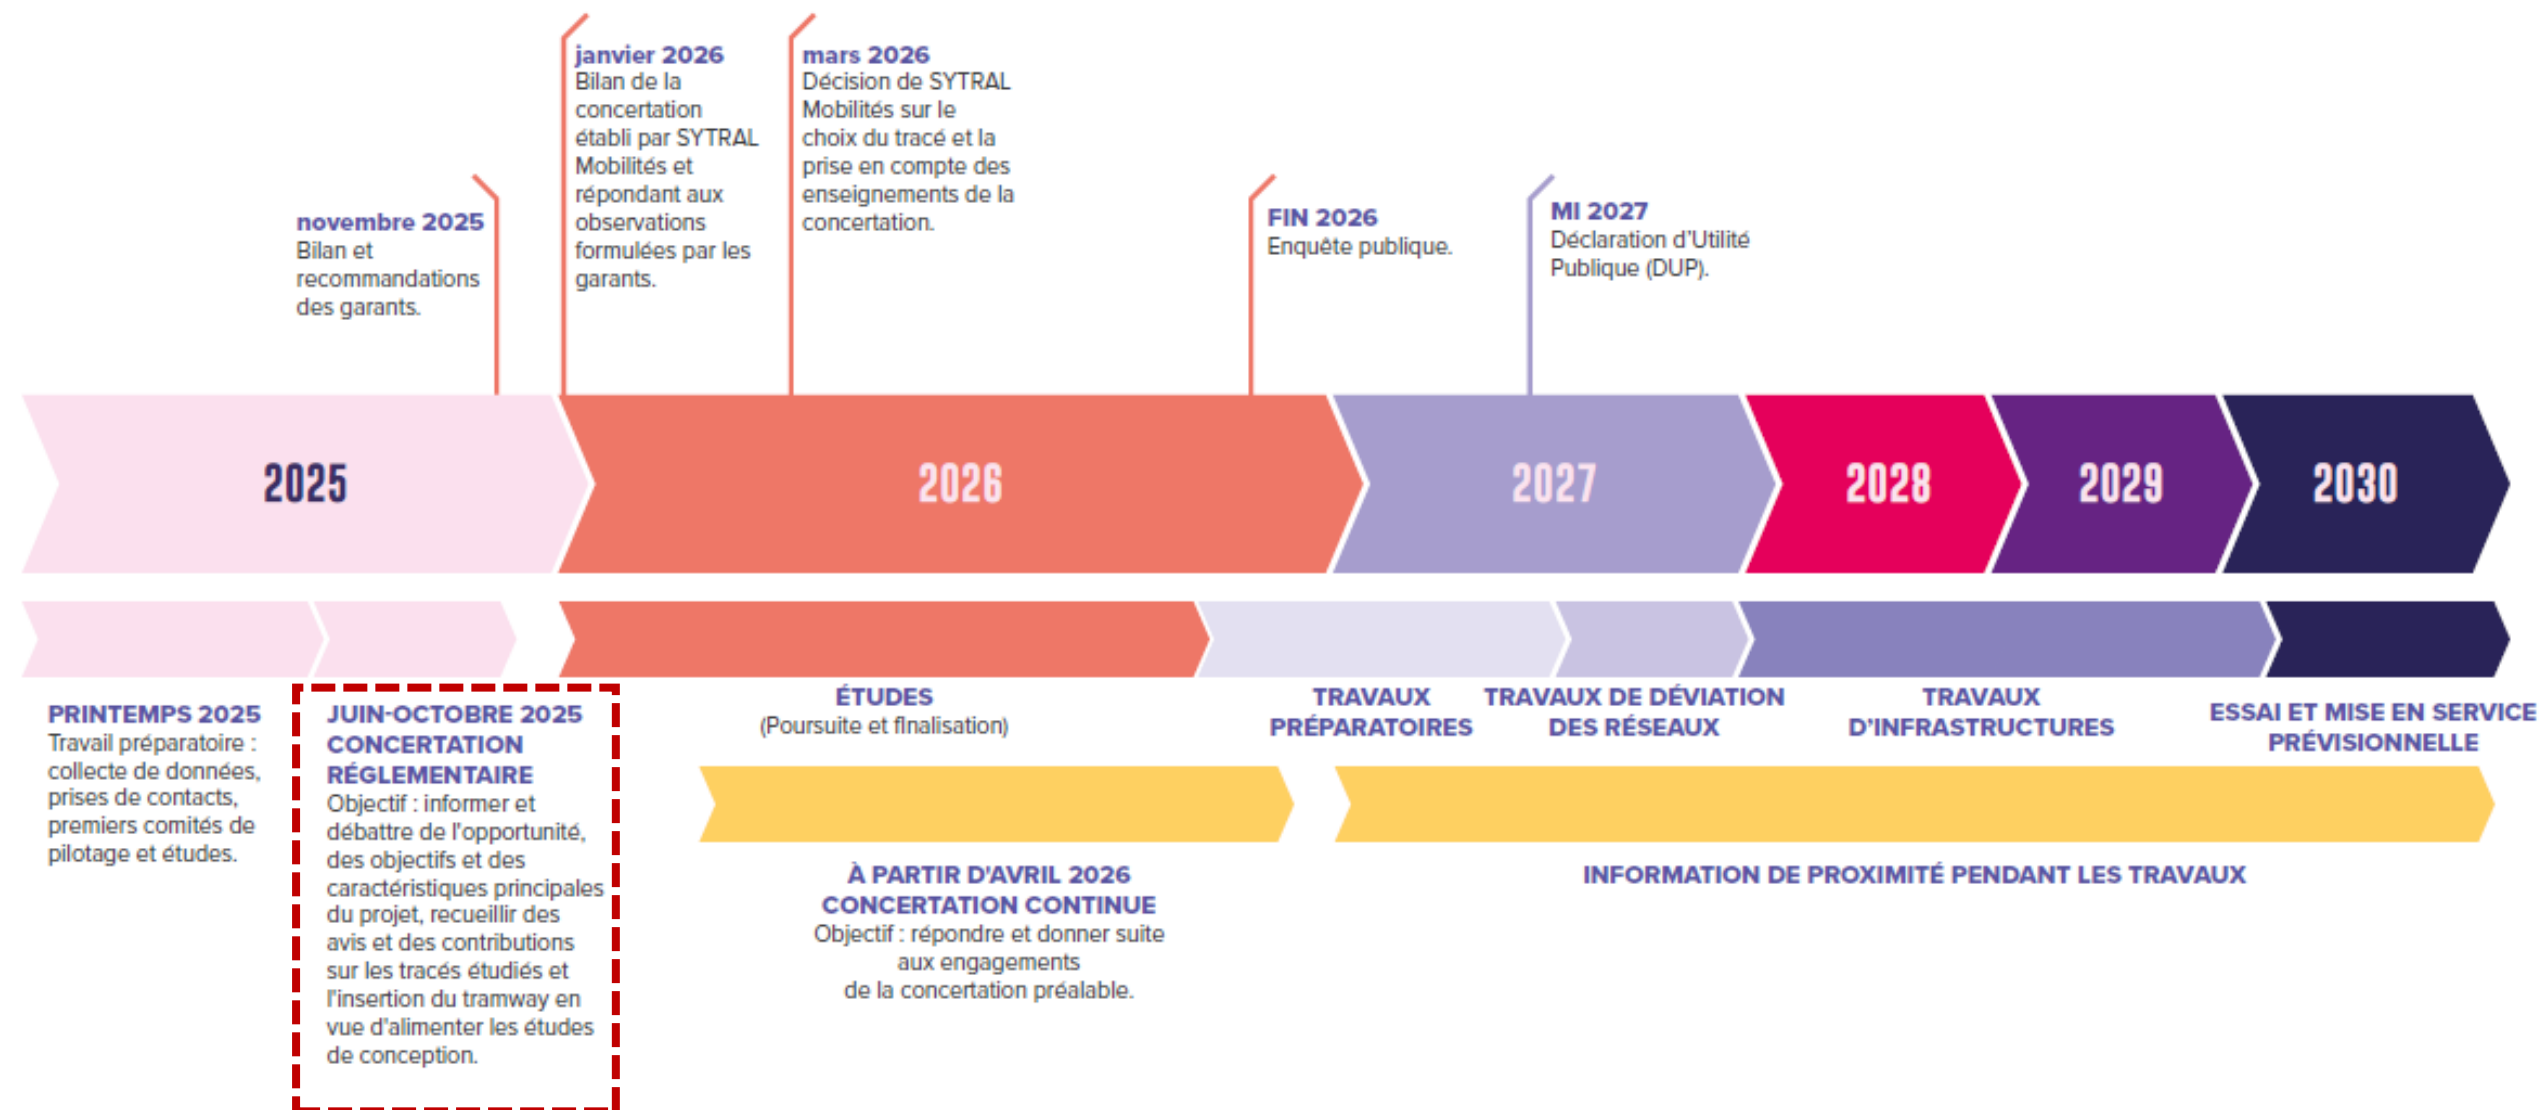 janvier 2026
Bilan de la
concertation
établi par SYTRAL
Mobilités et
répondant aux
observations
formulées par les
garants.
mars 2026
Décision de SYTRAL
Mobilités sur le
choix du tracé et la
prise en compte des
enseignements de la
concertation.
novembre 2025
Bilan et
recommandations
des garants.
FIN 2026
Enquête publique.
MI 2027
Déclaration d'Utilité
Publique (DUP).
2025
2026
2027
2028
2029
2030
PRINTEMPS 2025
Travail préparatoire :
collecte de données,
prises de contacts,
premiers comités de
pilotage et études.
JUIN-OCTOBRE 2025
CONCERTATION
RÉGLEMENTAIRE
Objectif : informer et
débattre de l'opportunité,
des objectifs et des
caractéristiques principales
du projet, recueillir des
avis et des contributions
sur les tracés étudiés et
l'insertion du tramway en
vue d'alimenter les études
de conception.
ÉTUDES
(Poursuite et finalisation)
TRAVAUX
PRÉPARATOIRES
TRAVAUX DE DÉVIATION
DES RÉSEAUX
TRAVAUX
D'INFRASTRUCTURES
ESSAI ET MISE EN SERVICE
PRÉVISIONNELLE
À PARTIR D'AVRIL 2026
CONCERTATION CONTINUE
Objectif : répondre et donner suite
aux engagements
de la concertation préalable.
INFORMATION DE PROXIMITÉ PENDANT LES TRAVAUX